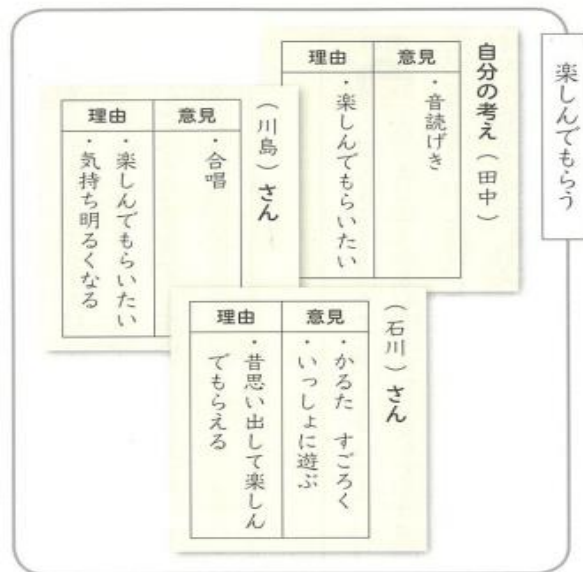 楽しんでもらう
自分の考え（田中）
意見
・音読げき
理由
・楽しんでもらいたい
（川島）さん
意見
・合唱
理由
・楽しんでもらいたい
・気持ち明るくなる
（石川）さん
意見
・かるた　すごろく
・いっしょに遊ぶ
理由
・昔思い出して楽しん
でもらえる